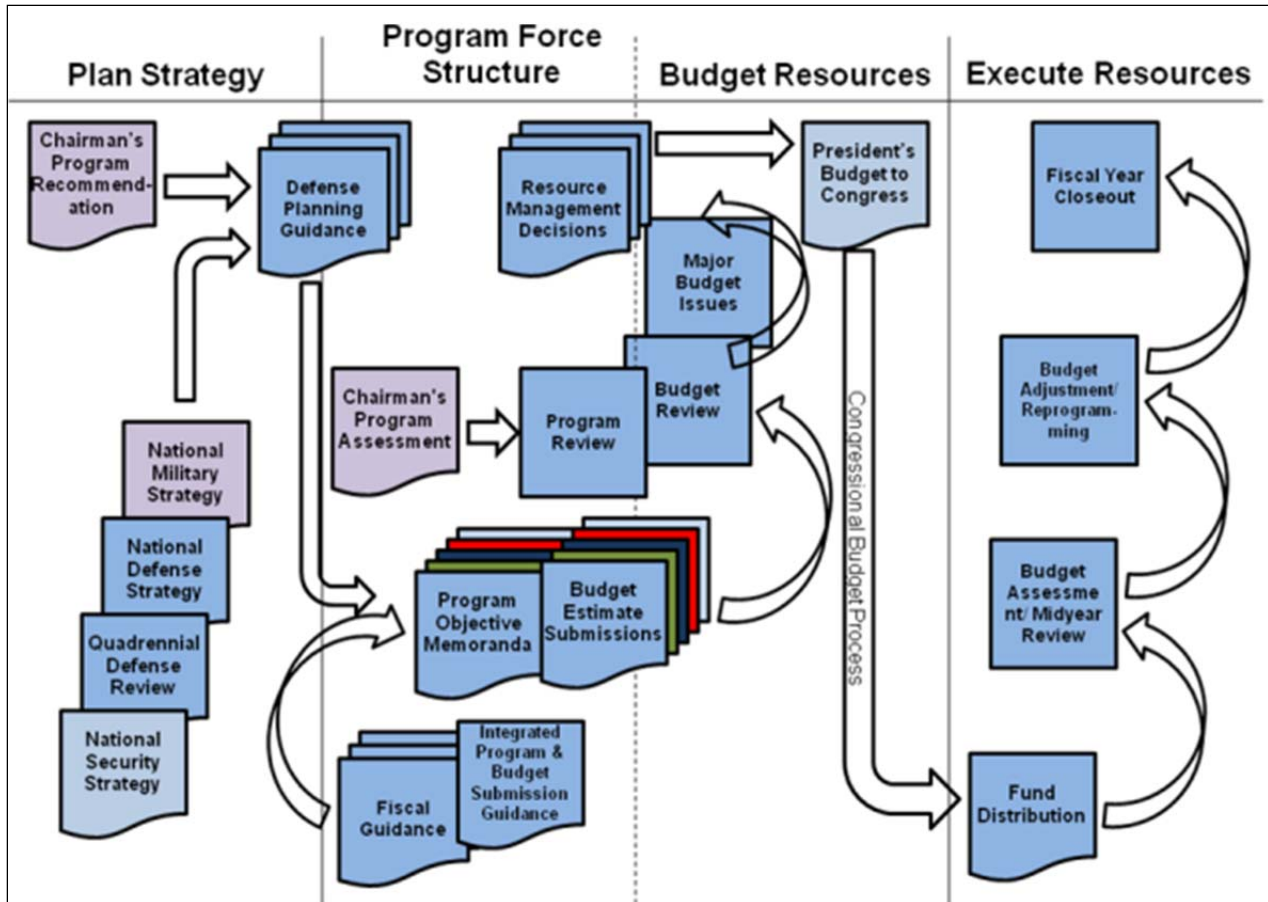 Plan Strategy
Program Force
Structure
Budget Resources
Execute Resources
Chairman's
Program
Recommend-
ation
Defense
Planning
Guidance
National
Military
Strategy
National
Defense
Strategy
Quadrennial
Defense
Review
National
Security
Strategy
Resource
Management
Decisions
Major
Budget
Issues
Budget
Review
Chairman's
Program
Assessment
Program
Review
Program
Objective
Memoranda
Budget
Estimate
Submissions
Fiscal
Guidance
Integrated
Program &
Budget
Submission
Guidance
President's
Budget to
Congress
Congressional Budget Process
Fiscal Year
Closeout
Budget
Adjustment/
Reprogram-
ming
Budget
Assessmen
t/ Midyear
Review
Fund
Distribution